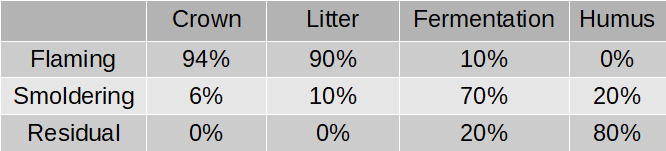 Crown Litter Fermentation Humus
Flaming 94% 90% 10% 0%
Smoldering 6% 10% 70% 20%
Residual 0% 0% 20% 80%